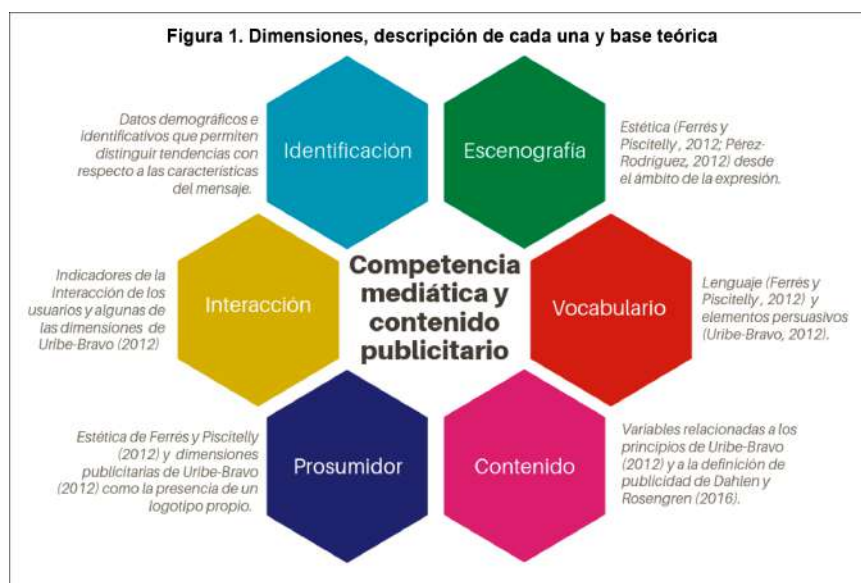 Figura 1. Dimensiones, descripción de cada una y base teórica
Datos demográficos e
identificativos que permiten
distinguir tendencias con
respecto a las características
del mensaje.
Identificación
Escenografía
Estética (Ferrés y
Piscitelly, 2012; Pérez-
Rodríguez, 2012) desde
el ámbito de la expresión.
Indicadores de la
Interacción de los
usuarios y algunas de
las dimensiones de
Uribe-Bravo (2012)
Interacción
Competencia
mediática y
contenido
publicitario
Vocabulario
Lenguaje (Ferrés y
Piscitelly, 2012) y
elementos persuasivos
(Uribe-Bravo, 2012).
Estética de Ferrés y Piscitelly
(2012) y dimensiones
publicitarias de Uribe-Bravo
(2012) como la presencia de un
logotipo propio.
Prosumidor
Contenido
Variables relacionadas a los
principios de Uribe-Bravo
(2012) y a la definición de
publicidad de Dahlen y
Rosengren (2016).